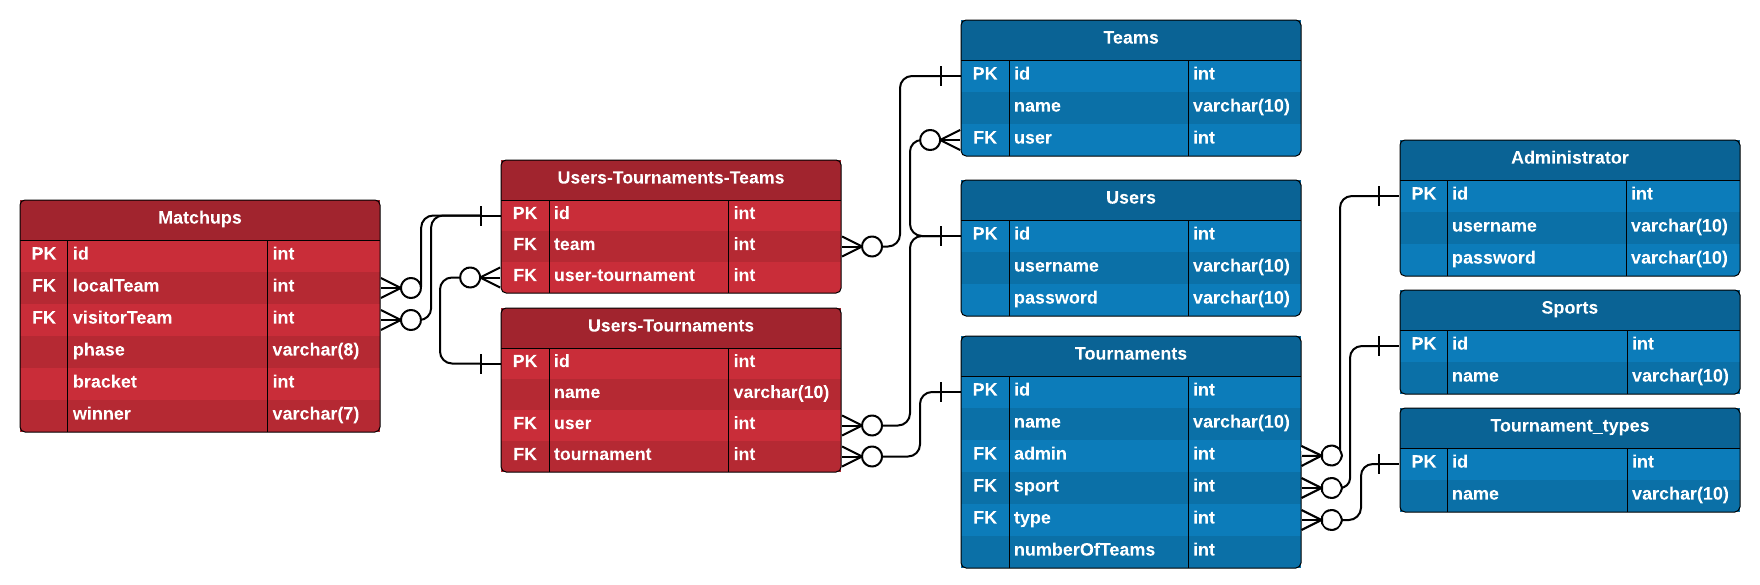 Matchups
PK id int
FK localTeam int
FK visitorTeam int
phase varchar(8)
bracket int
winner varchar(7)
Users-Tournaments-Teams
PK id int
FK team int
FK user-tournament int
Users-Tournaments
PK id int
name varchar(10)
FK user int
FK tournament int
Teams
PK id int
name varchar(10)
FK user int
Users
PK id int
username varchar(10)
password varchar(10)
Tournaments
PK id int
name varchar(10)
FK admin int
FK sport int
FK type int
numberOfTeams int
Administrator
PK id int
username varchar(10)
password varchar(10)
Sports
PK id int
name varchar(10)
Tournament_types
PK id int
name varchar(10)